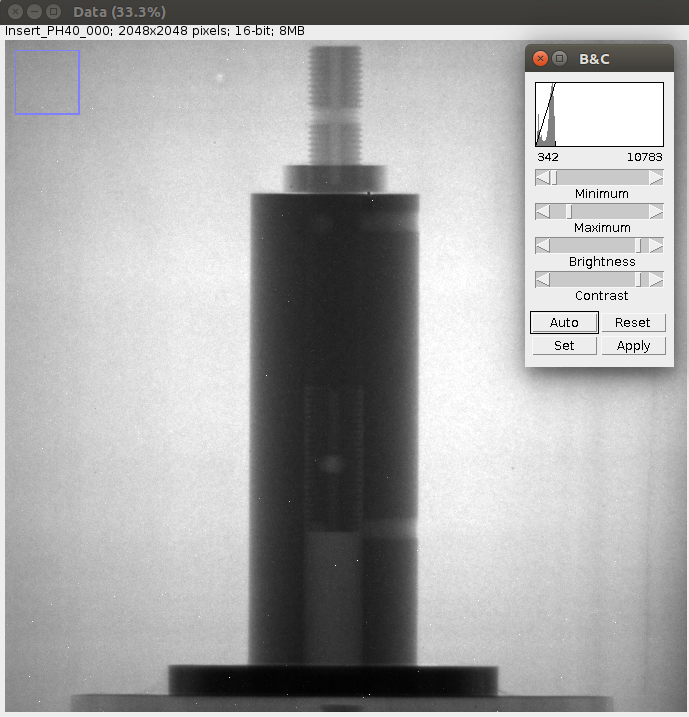 Data (33.3%)
Insert_PH40_000; 2048x2048 pixels; 16-bit; 8MB
B&C
342 10783
Minimum
Maximum
Brightness
Contrast
Auto Reset
Set Apply